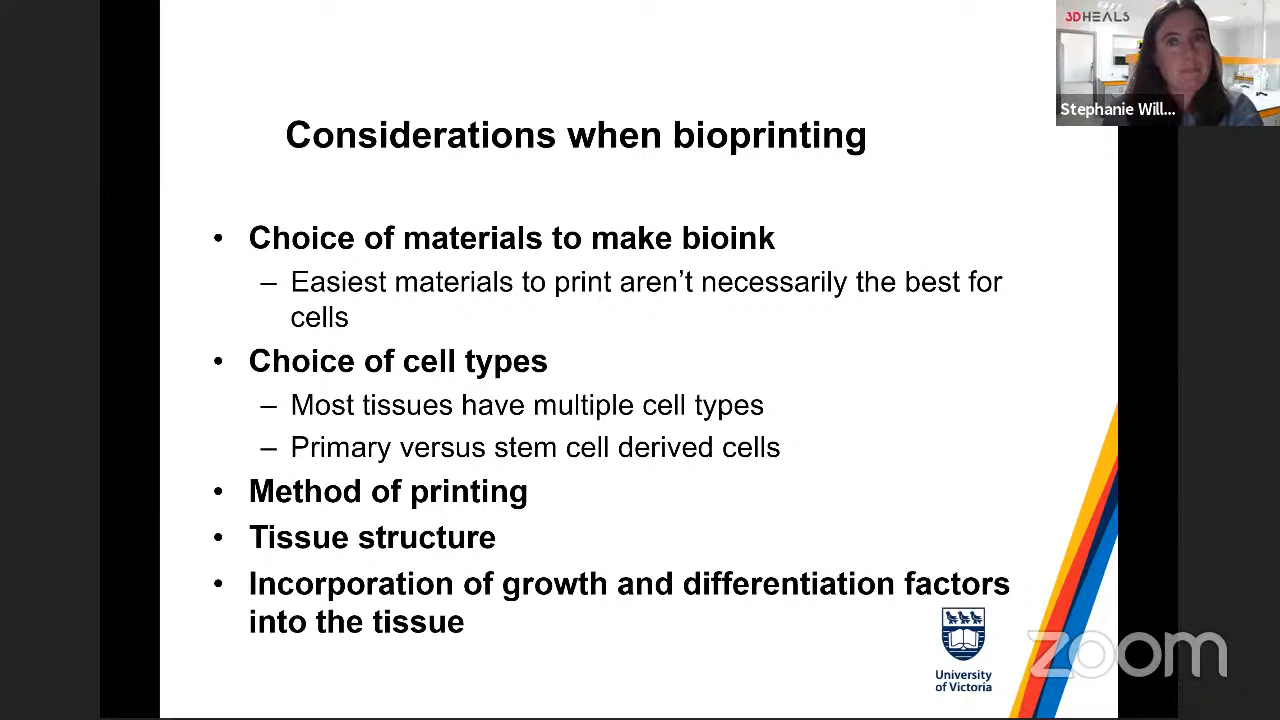 3DHEALS
Stephanie Will...
Considerations when bioprinting
• Choice of materials to make bioink
– Easiest materials to print aren’t necessarily the best for
cells
• Choice of cell types
– Most tissues have multiple cell types
– Primary versus stem cell derived cells
• Method of printing
• Tissue structure
• Incorporation of growth and differentiation factors
into the tissue
University
of Victoria
zoom